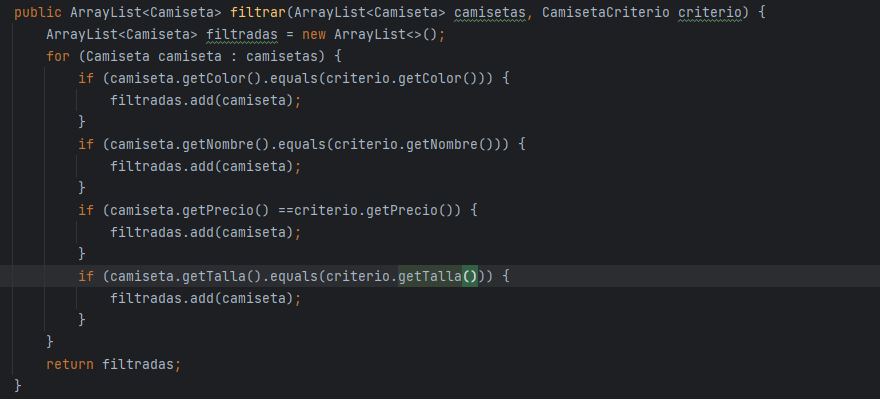 public ArrayList<Camiseta> filtrar(ArrayList<Camiseta> camisetas, CamisetaCriterio criterio) {
    ArrayList<Camiseta> filtradas = new ArrayList<>();
    for (Camiseta camiseta : camisetas) {
        if (camiseta.getColor().equals(criterio.getColor())) {
            filtradas.add(camiseta);
        }
        if (camiseta.getNombre().equals(criterio.getNombre())) {
            filtradas.add(camiseta);
        }
        if (camiseta.getPrecio() ==criterio.getPrecio()) {
            filtradas.add(camiseta);
        }
        if (camiseta.getTalla().equals(criterio.getTalla())) {
            filtradas.add(camiseta);
        }
    }
    return filtradas;
}